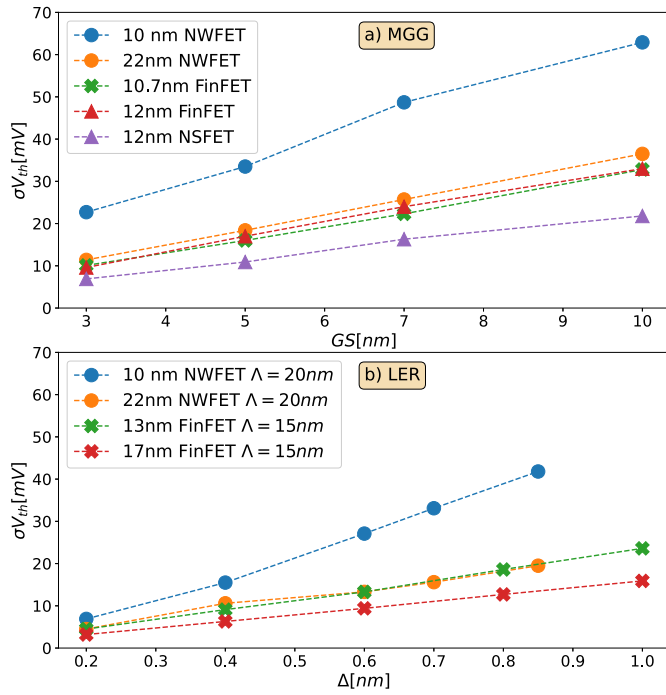 70
60
50
40
30
20
10
0
σV_th[mV]
a) MGG
10 nm NWFET
22nm NWFET
10.7nm FinFET
12nm FinFET
12nm NSFET
3 4 5 6 7 8 9 10
GS[nm]
70
60
50
40
30
20
10
0
σV_th[mV]
b) LER
10 nm NWFET Λ = 20nm
22nm NWFET Λ = 20nm
13nm FinFET Λ = 15nm
17nm FinFET Λ = 15nm
0.2 0.3 0.4 0.5 0.6 0.7 0.8 0.9 1.0
Δ[nm]